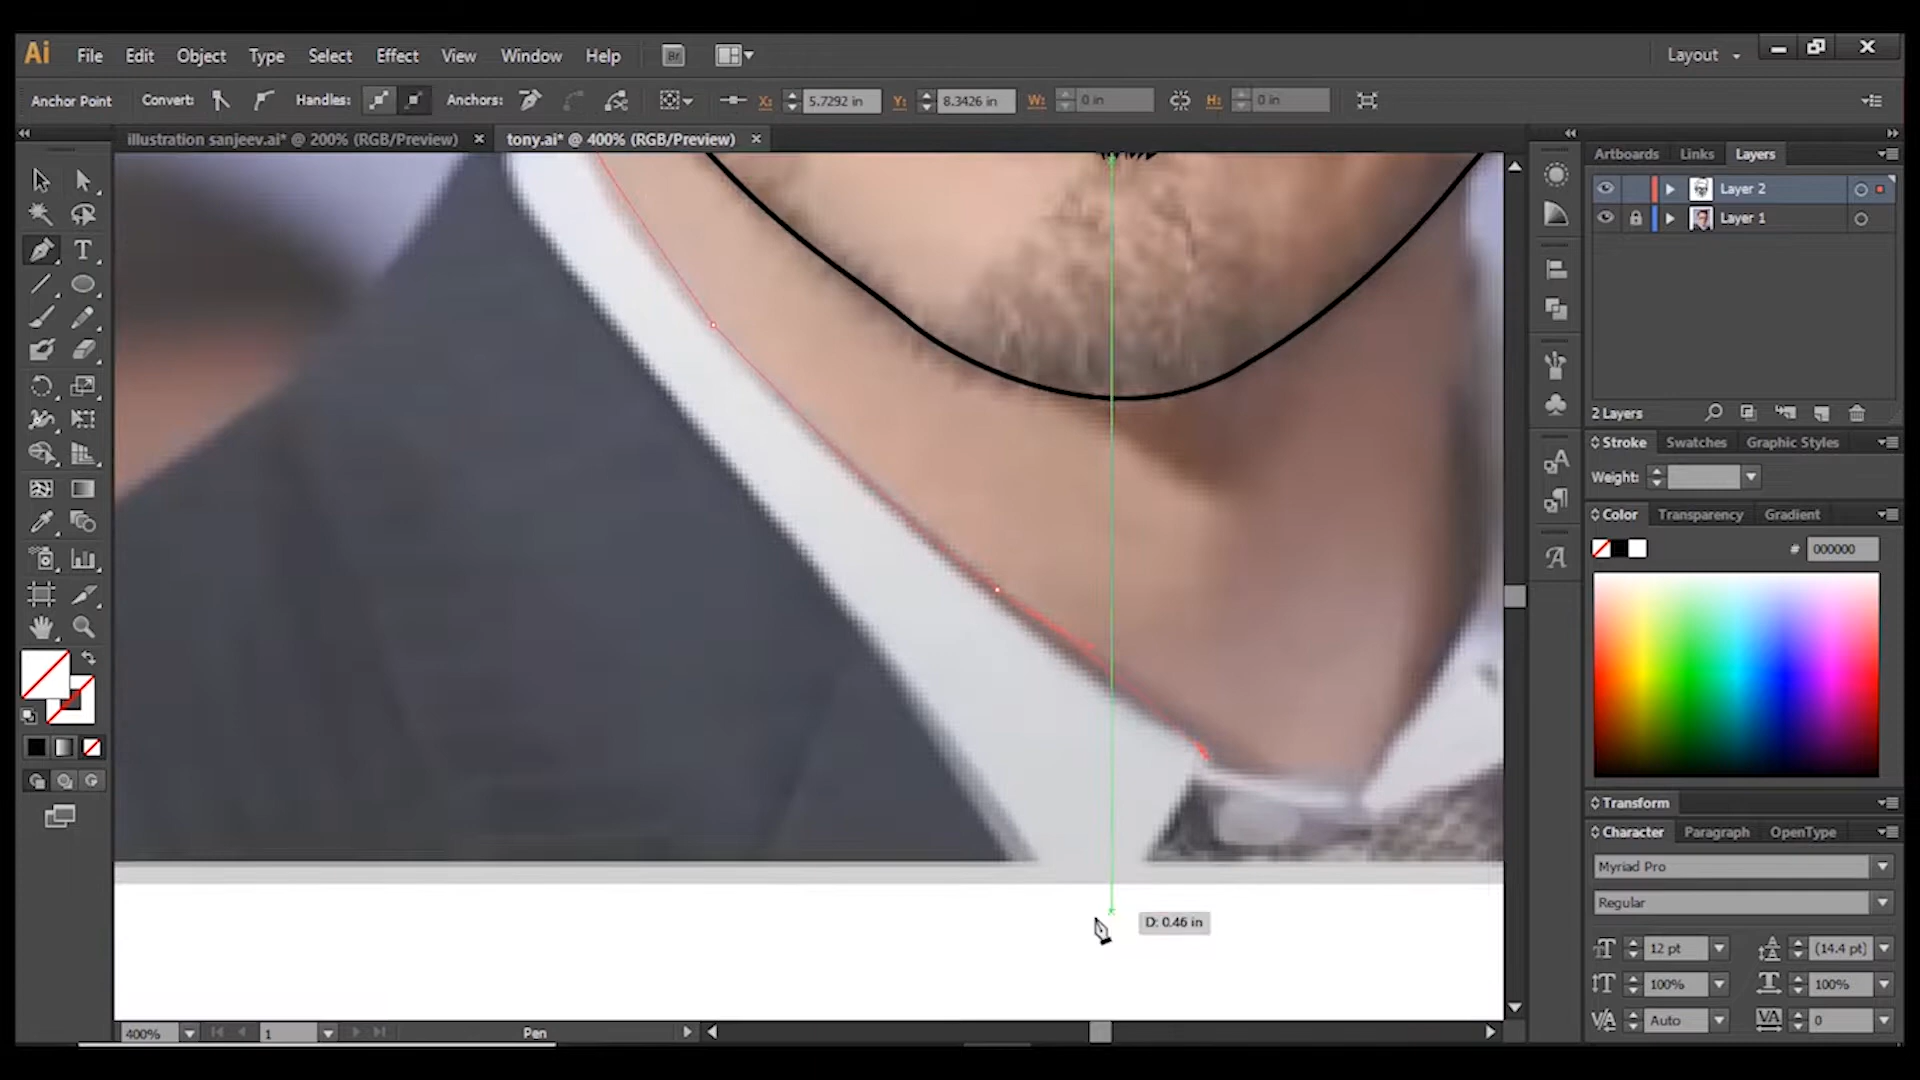 Ai File Edit Object Type Select Effect View Window Help Br Layout
Anchor Point Convert: Handles: Anchors: X: 5.7292 in Y: 8.3426 in W: 0 in H: 0 in
illustration sanjeev.ai* @ 200% (RGB/Preview) tony.ai* @ 400% (RGB/Preview)
Artboards Links Layers
Layer 2
Layer 1
2 Layers
Stroke Swatches Graphic Styles
Weight:
Color Transparency Gradient
# 000000
Transform
Character Paragraph OpenType
Myriad Pro
Regular
D: 0.46 in
12 pt (14.4 pt)
100% 100%
Auto 0
400% 1 Pen